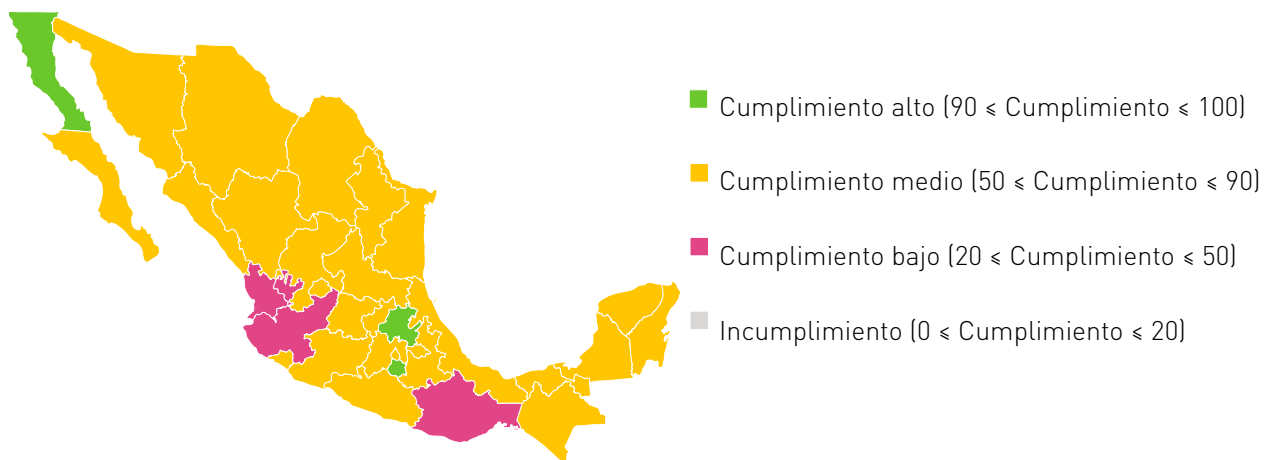 Cumplimiento alto (90 ≤ Cumplimiento ≤ 100)
Cumplimiento medio (50 ≤ Cumplimiento ≤ 90)
Cumplimiento bajo (20 ≤ Cumplimiento ≤ 50)
Incumplimiento (0 ≤ Cumplimiento ≤ 20)